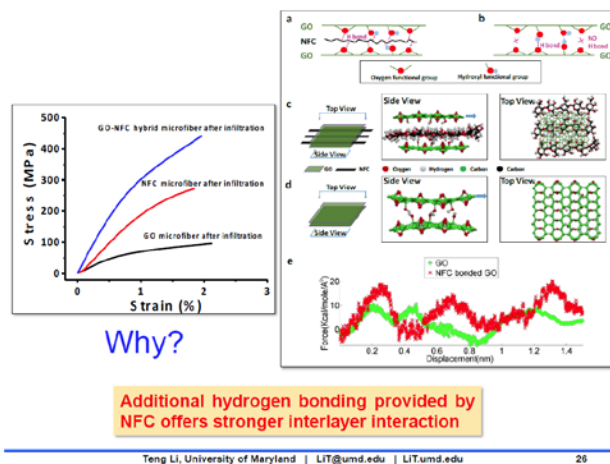 Stress (MPa)
500
400
300
200
100
0
GO-NFC hybrid microfiber after infiltration
NFC microfiber after infiltration
GO microfiber after infiltration
0 1 2 3
Strain (%)
Why?
a
b
GO
NFC
GO
H bond
GO
H bond
NO
H bond
GO
Oxygen functional group
Hydroxyl functional group
c
Top View
Side View
Side View
Top View
GO NFC
Oxygen Hydrogen Carbon Carbon
d
Top View
Side View
Side View
Top View
e
GO
NFC bonded GO
Force(Kcal/mole/A°)
20
10
0
0.2 0.4 0.6 0.8 1.0 1.2 1.4
Displacement(nm)
Additional hydrogen bonding provided by
NFC offers stronger interlayer interaction
Teng Li, University of Maryland | LiT@umd.edu | LiT.umd.edu 26